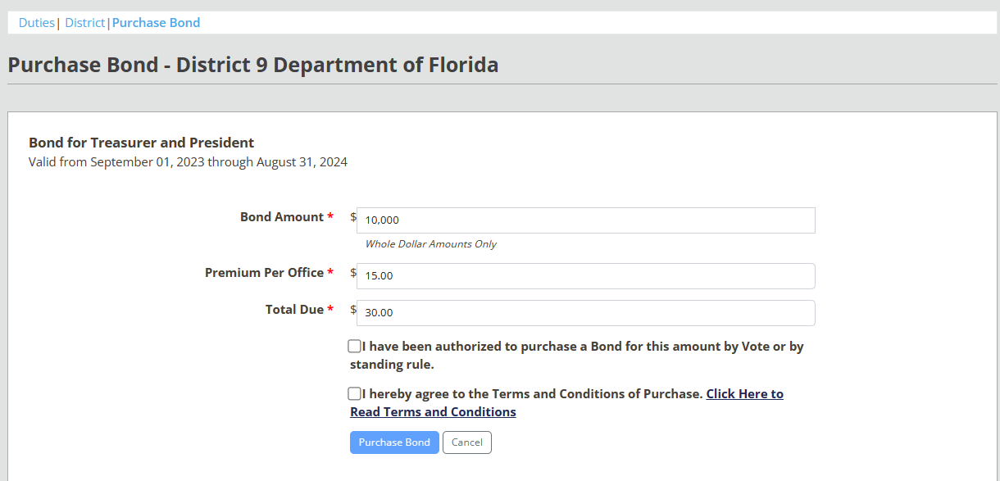 Duties| District|Purchase Bond
Purchase Bond - District 9 Department of Florida
Bond for Treasurer and President
Valid from September 01, 2023 through August 31, 2024
Bond Amount * $ 10,000
Whole Dollar Amounts Only
Premium Per Office * $ 15.00
Total Due * $ 30.00
I have been authorized to purchase a Bond for this amount by Vote or by
standing rule.
I hereby agree to the Terms and Conditions of Purchase. Click Here to
Read Terms and Conditions
Purchase Bond Cancel